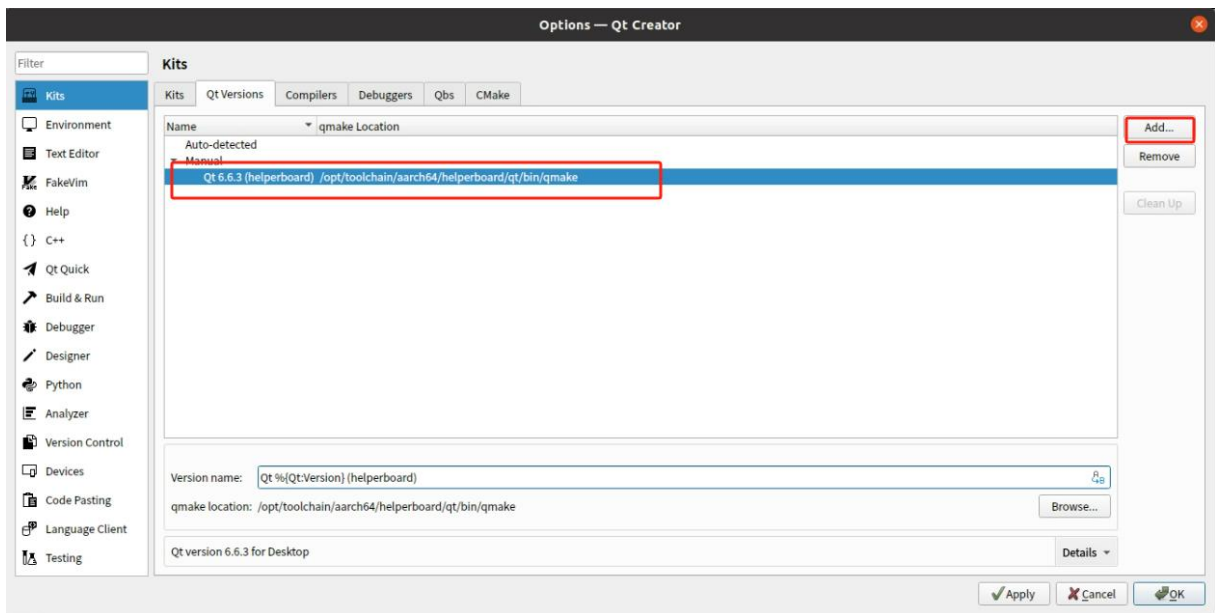 Options — Qt Creator
Filter
Kits
Kits
Environment
Text Editor
FakeVim
Help
C++
Qt Quick
Build & Run
Debugger
Designer
Python
Analyzer
Version Control
Devices
Code Pasting
Language Client
Testing
Kits Qt Versions Compilers Debuggers Qbs CMake
Name qmake Location
Auto-detected
Manual
Qt 6.6.3 (helperboard) /opt/toolchain/aarch64/helperboard/qt/bin/qmake
Add...
Remove
Clean Up
Version name: Qt %{Qt:Version} (helperboard)
qmake location: /opt/toolchain/aarch64/helperboard/qt/bin/qmake Browse...
Qt version 6.6.3 for Desktop Details
Apply Cancel OK